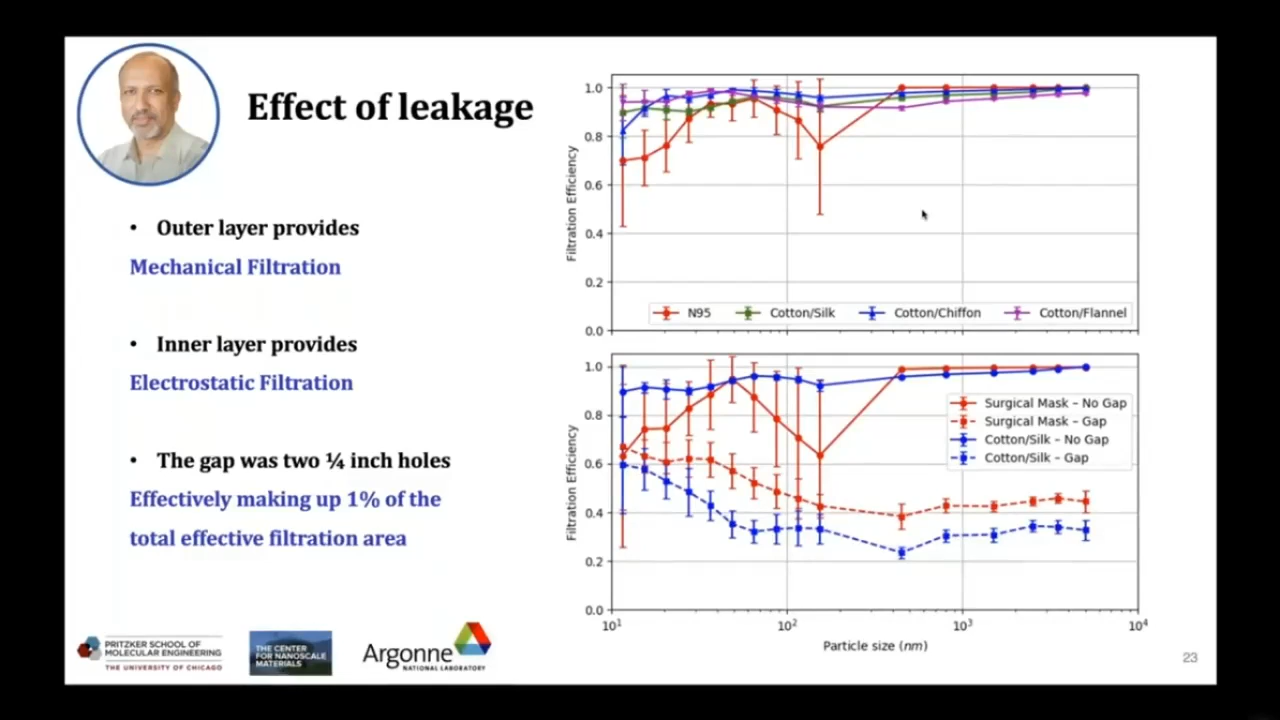 Effect of leakage
• Outer layer provides
Mechanical Filtration
• Inner layer provides
Electrostatic Filtration
• The gap was two ¼ inch holes
Effectively making up 1% of the
total effective filtration area
PRITZKER SCHOOL OF
MOLECULAR ENGINEERING
THE UNIVERSITY OF CHICAGO
THE CENTER
FOR NANOSCALE
MATERIALS
Argonne
NATIONAL LABORATORY
Filtration Efficiency
1.0
0.8
0.6
0.4
0.2
0.0
N95 Cotton/Silk Cotton/Chiffon Cotton/Flannel
Filtration Efficiency
1.0
0.8
0.6
0.4
0.2
0.0
Surgical Mask – No Gap
Surgical Mask – Gap
Cotton/Silk – No Gap
Cotton/Silk – Gap
10¹ 10² 10³ 10⁴
Particle size (nm)
23